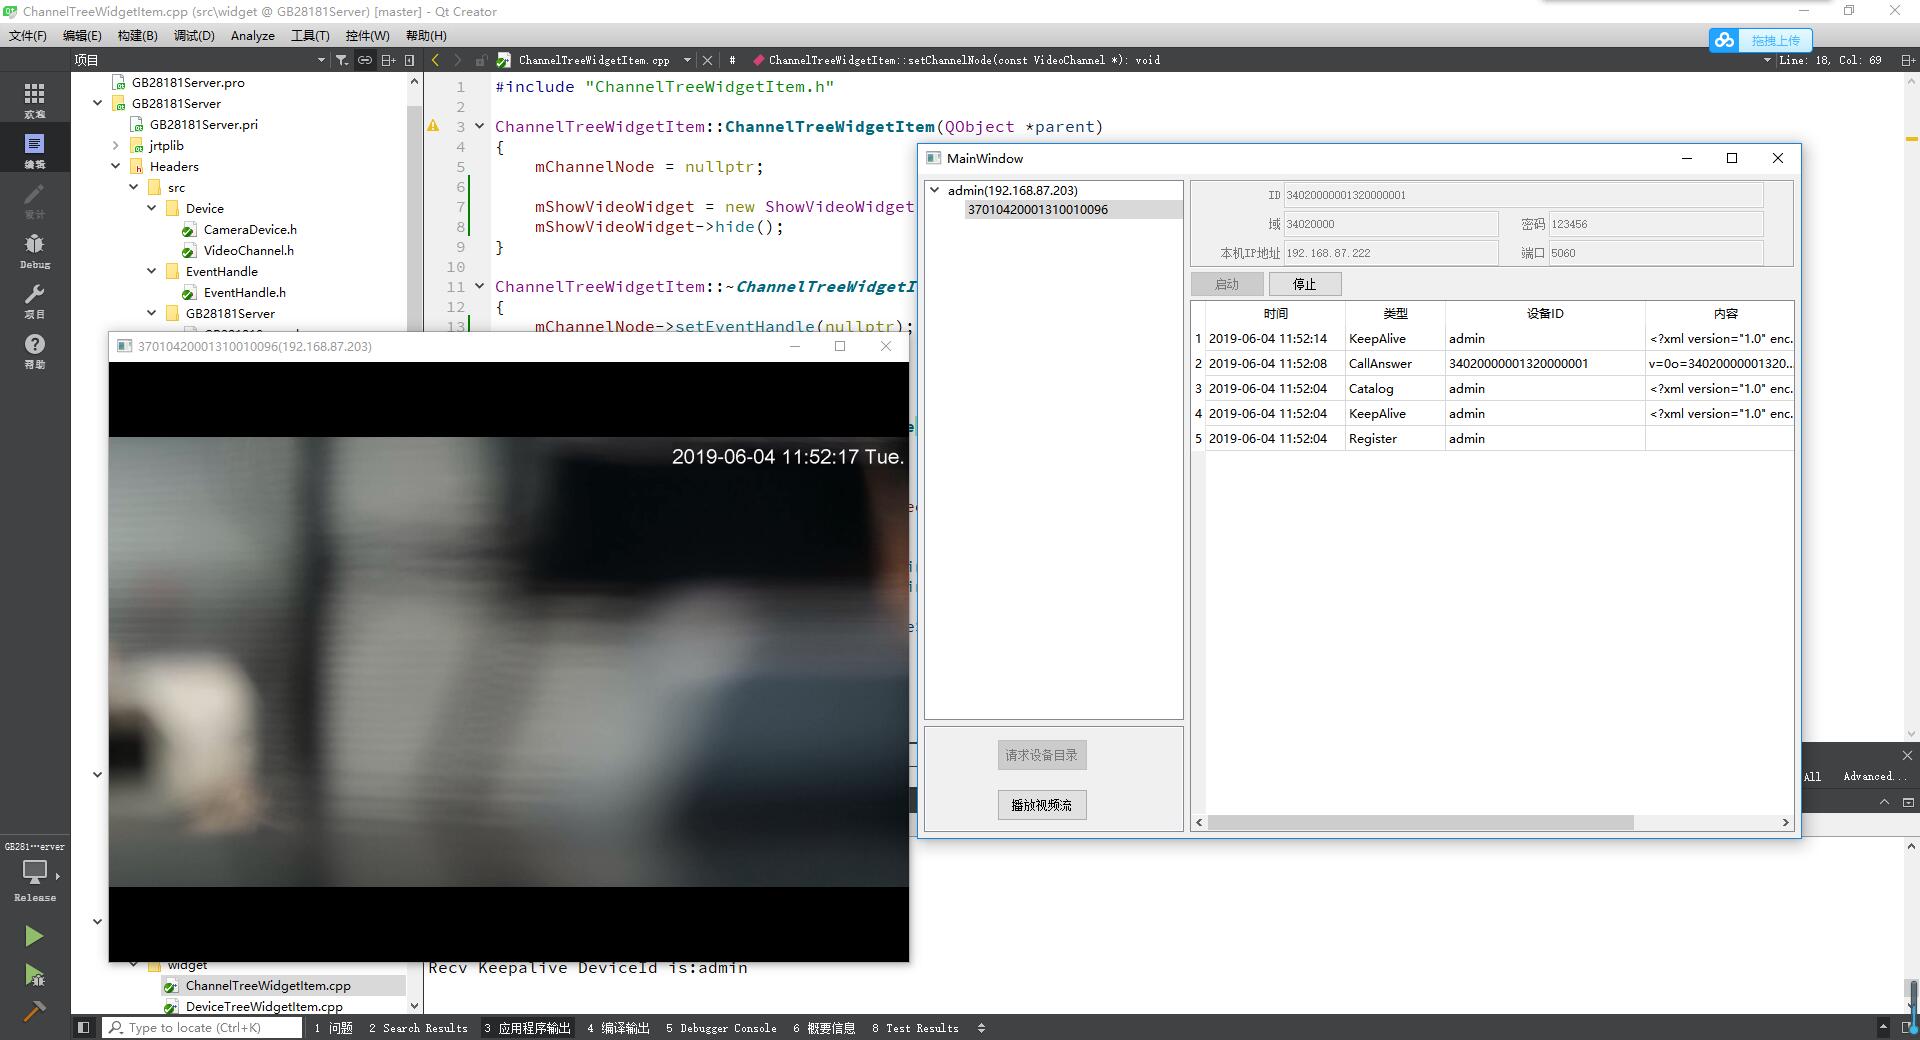 ChannelTreeWidgetItem.cpp (src\widget @ GB28181Server) [master] - Qt Creator
文件(F) 编辑(E) 构建(B) 调试(D) Analyze 工具(T) 控件(W) 帮助(H)
拖拽上传
项目
ChannelTreeWidgetItem.cpp
# ChannelTreeWidgetItem::setChannelNode(const VideoChannel *): void
Line: 18, Col: 69
欢迎
编辑
设计
Debug
项目
帮助
GB28181Server.pro
GB28181Server
GB28181Server.pri
jrtplib
Headers
src
Device
CameraDevice.h
VideoChannel.h
EventHandle
EventHandle.h
GB28181Server
1 #include "ChannelTreeWidgetItem.h"
2
3 ChannelTreeWidgetItem::ChannelTreeWidgetItem(QObject *parent)
4 {
5 mChannelNode = nullptr;
6
7 mShowVideoWidget = new ShowVideoWidget
8 mShowVideoWidget->hide();
9 }
10
11 ChannelTreeWidgetItem::~ChannelTreeWidgetI
12 {
13 mChannelNode->setEventHandle(nullptr);
37010420001310010096(192.168.87.203)
2019-06-04 11:52:17 Tue.
MainWindow
admin(192.168.87.203)
37010420001310010096
ID 34020000001320000001
域 34020000 密码 123456
本机IP地址 192.168.87.222 端口 5060
启动 停止
时间 类型 设备ID 内容
1 2019-06-04 11:52:14 KeepAlive admin <?xml version="1.0" enc.
2 2019-06-04 11:52:08 CallAnswer 34020000001320000001 v=0o=34020000001320...
3 2019-06-04 11:52:04 Catalog admin <?xml version="1.0" enc.
4 2019-06-04 11:52:04 KeepAlive admin <?xml version="1.0" enc.
5 2019-06-04 11:52:04 Register admin
请求设备目录
播放视频流
All Advanced...
GB281···erver
Release
widget
ChannelTreeWidgetItem.cpp
DeviceTreeWidgetItem.cpp
Recv Keepalive DeviceId is:admin
Type to locate (Ctrl+K) 1 问题 2 Search Results 3 应用程序输出 4 编译输出 5 Debugger Console 6 概要信息 8 Test Results